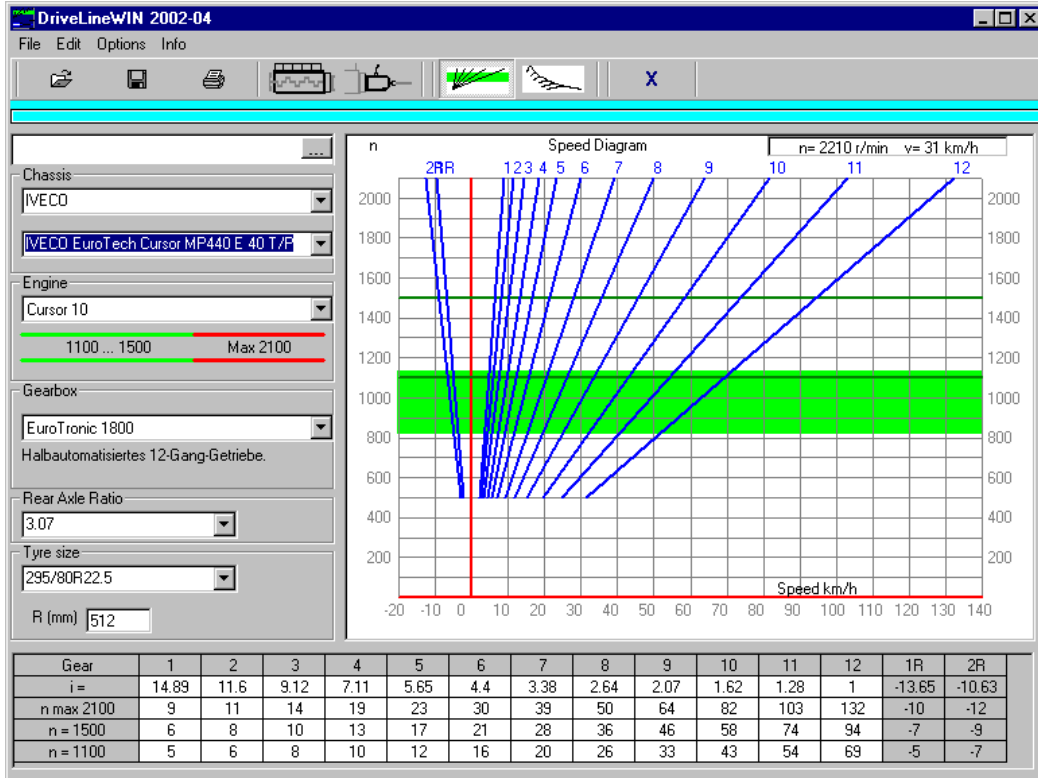 DriveLineWIN 2002-04
File Edit Options Info
X
...
Chassis
IVECO
IVECO EuroTech Cursor MP440 E 40 T/P
Engine
Cursor 10
1100 ... 1500 Max 2100
Gearbox
EuroTronic 1800
Halbautomatisiertes 12-Gang-Getriebe.
Rear Axle Ratio
3.07
Tyre size
295/80R22.5
R (mm) 512
n Speed Diagram n= 2210 r/min v= 31 km/h
2R 1R 1 2 3 4 5 6 7 8 9 10 11 12
2000 2000
1800 1800
1600 1600
1400 1400
1200 1200
1000 1000
800 800
400 400
200 200
Speed km/h
-20 -10 0 10 20 30 40 50 60 70 80 90 100 110 120 130 140
Gear 1 2 3 4 5 6 7 8 9 10 11 12 1R 2R
i = 14.89 11.6 9.12 7.11 5.65 4.4 3.38 2.64 2.07 1.62 1.28 1 -13.65 -10.63
n max 2100 9 11 14 19 23 30 39 50 64 82 103 132 -10 -12
n = 1500 6 8 10 13 17 21 28 36 46 58 74 94 -7 -9
n = 1100 5 6 8 10 12 16 20 26 33 43 54 69 -5 -7